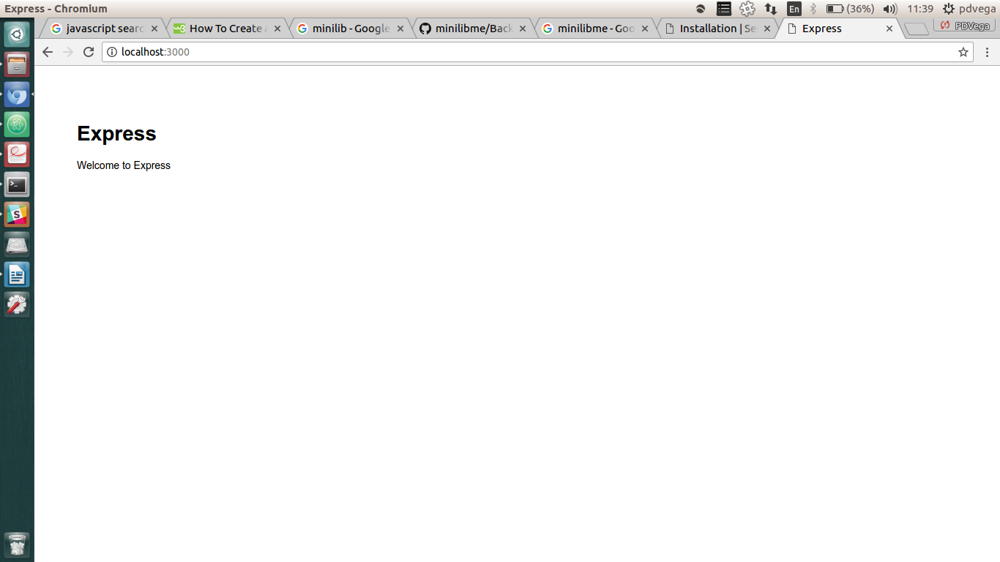 Express - Chromium
En
(36%)
11:39
pdvega
javascript searc
How To Create a
minilib - Google
minilibme/Back
minilibme - Goo
Installation | Se
Express
PDVega
localhost:3000
Express
Welcome to Express